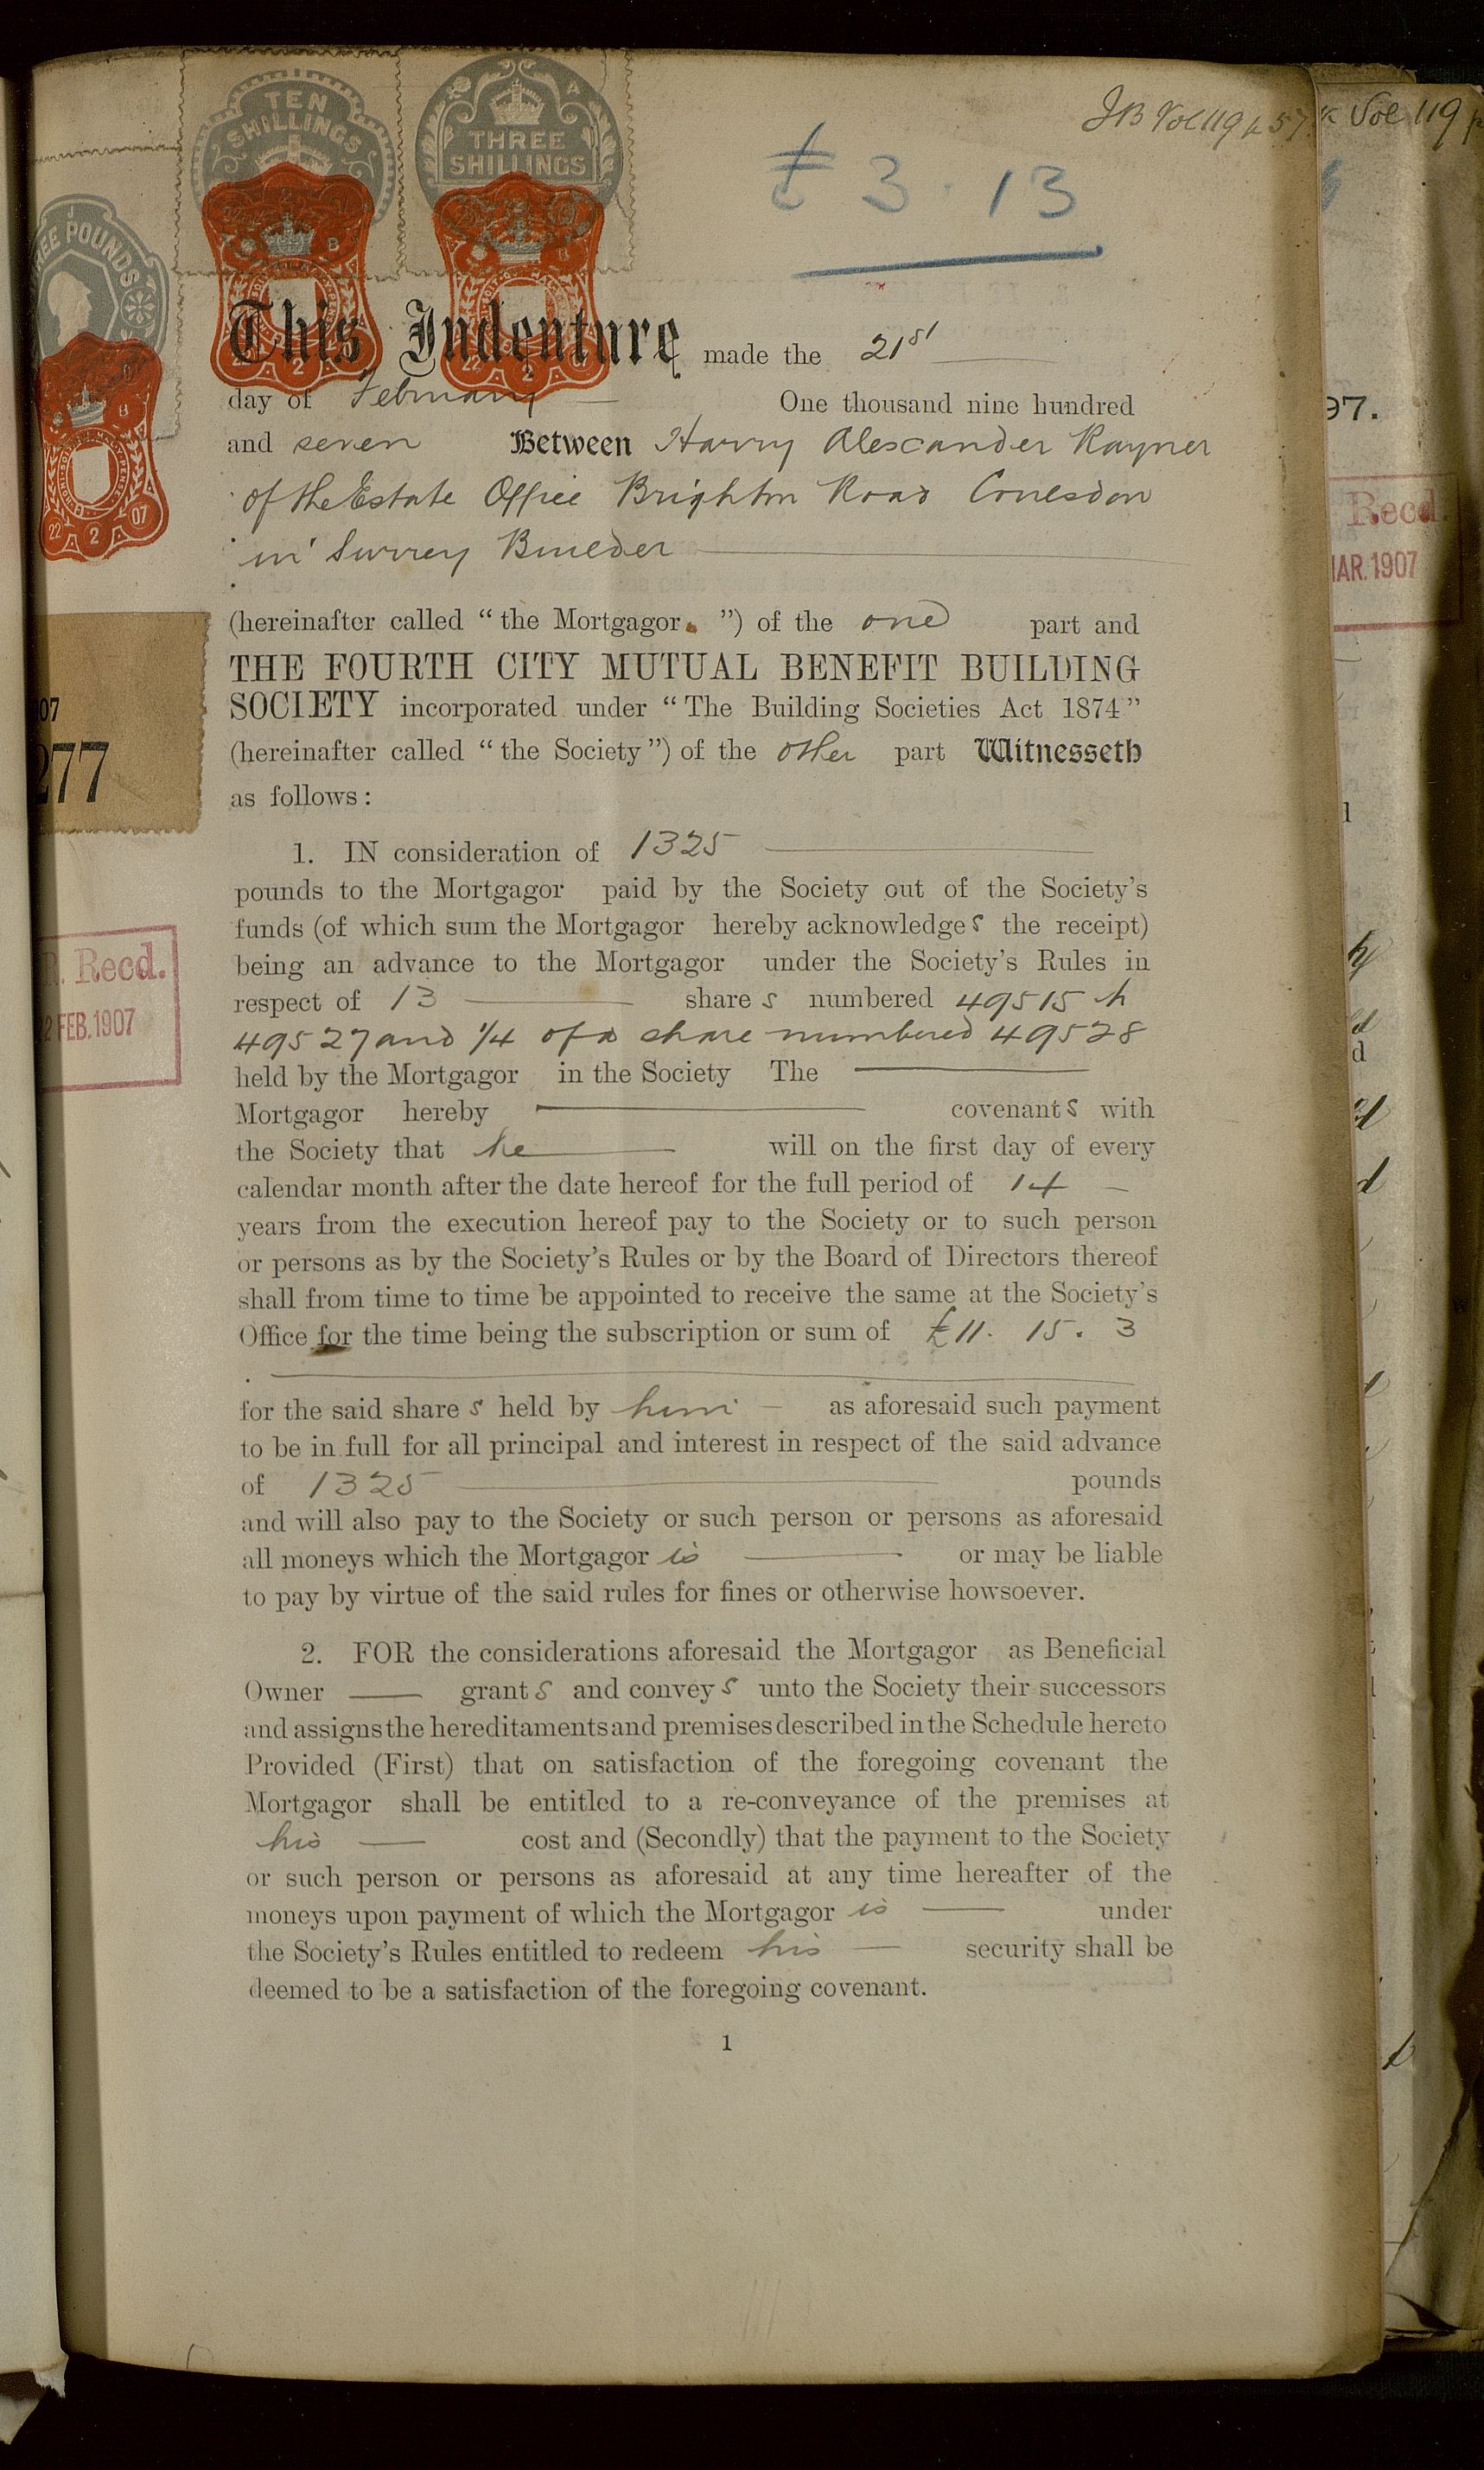 JB Vol 119 p 57
Vol 119 p
TEN SHILLINGS
THREE SHILLINGS
THREE POUNDS
£3.13
22 2 07
This Indenture made the 21st
day of February One thousand nine hundred
and seven Between Harry Alexander Rayner
of the Estate Office Brighton Road Coulsdon
in Surrey Builder
(hereinafter called "the Mortgagor ") of the one part and
THE FOURTH CITY MUTUAL BENEFIT BUILDING
SOCIETY incorporated under "The Building Societies Act 1874"
(hereinafter called "the Society") of the other part Witnesseth
as follows:
07
277
97.
Recd.
MAR. 1907
R. Recd.
22 FEB. 1907
1. IN consideration of 1325
pounds to the Mortgagor paid by the Society out of the Society's
funds (of which sum the Mortgagor hereby acknowledges the receipt)
being an advance to the Mortgagor under the Society's Rules in
respect of 13 shares numbered 49515 to
49527 and 1/4 of a share numbered 49528
held by the Mortgagor in the Society The
Mortgagor hereby covenants with
the Society that he will on the first day of every
calendar month after the date hereof for the full period of 14
years from the execution hereof pay to the Society or to such person
or persons as by the Society's Rules or by the Board of Directors thereof
shall from time to time be appointed to receive the same at the Society's
Office for the time being the subscription or sum of £11. 15. 3
for the said shares held by him as aforesaid such payment
to be in full for all principal and interest in respect of the said advance
of 1325 pounds
and will also pay to the Society or such person or persons as aforesaid
all moneys which the Mortgagor is or may be liable
to pay by virtue of the said rules for fines or otherwise howsoever.
2. FOR the considerations aforesaid the Mortgagor as Beneficial
Owner grants and conveys unto the Society their successors
and assigns the hereditaments and premises described in the Schedule hereto
Provided (First) that on satisfaction of the foregoing covenant the
Mortgagor shall be entitled to a re-conveyance of the premises at
his cost and (Secondly) that the payment to the Society
or such person or persons as aforesaid at any time hereafter of the
moneys upon payment of which the Mortgagor is under
the Society's Rules entitled to redeem his security shall be
deemed to be a satisfaction of the foregoing covenant.
1